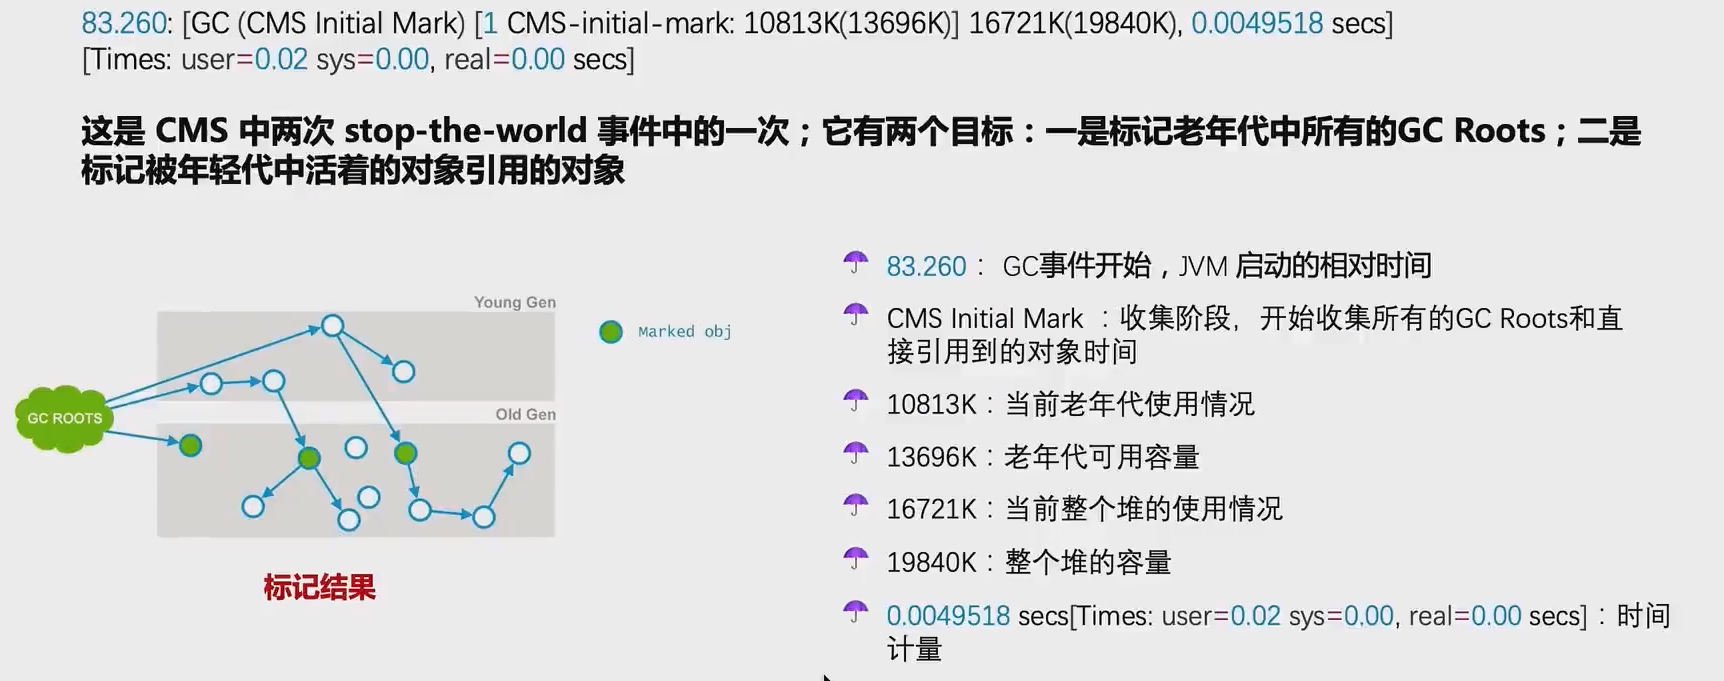 83.260: [GC (CMS Initial Mark) [1 CMS-initial-mark: 10813K(13696K)] 16721K(19840K), 0.0049518 secs]
[Times: user=0.02 sys=0.00, real=0.00 secs]
这是 CMS 中两次 stop-the-world 事件中的一次；它有两个目标：一是标记老年代中所有的GC Roots；二是
标记被年轻代中活着的对象引用的对象
Young Gen
Marked obj
GC ROOTS
Old Gen
标记结果
83.260： GC事件开始，JVM 启动的相对时间
CMS Initial Mark ：收集阶段，开始收集所有的GC Roots和直
接引用到的对象时间
10813K：当前老年代使用情况
13696K：老年代可用容量
16721K：当前整个堆的使用情况
19840K：整个堆的容量
0.0049518 secs[Times: user=0.02 sys=0.00, real=0.00 secs]：时间
计量